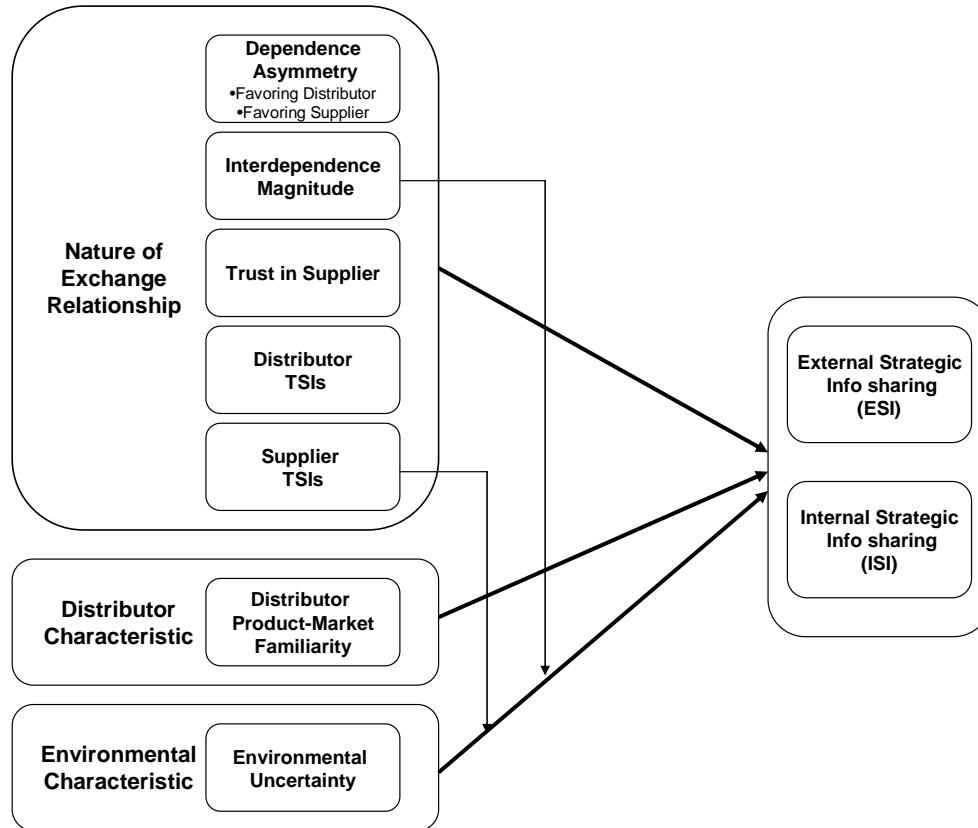 Dependence
Asymmetry
•Favoring Distributor
•Favoring Supplier
Interdependence
Magnitude
Nature of
Exchange
Relationship
Trust in Supplier
Distributor
TSIs
Supplier
TSIs
External Strategic
Info sharing
(ESI)
Internal Strategic
Info sharing
(ISI)
Distributor
Characteristic
Distributor
Product-Market
Familiarity
Environmental
Characteristic
Environmental
Uncertainty